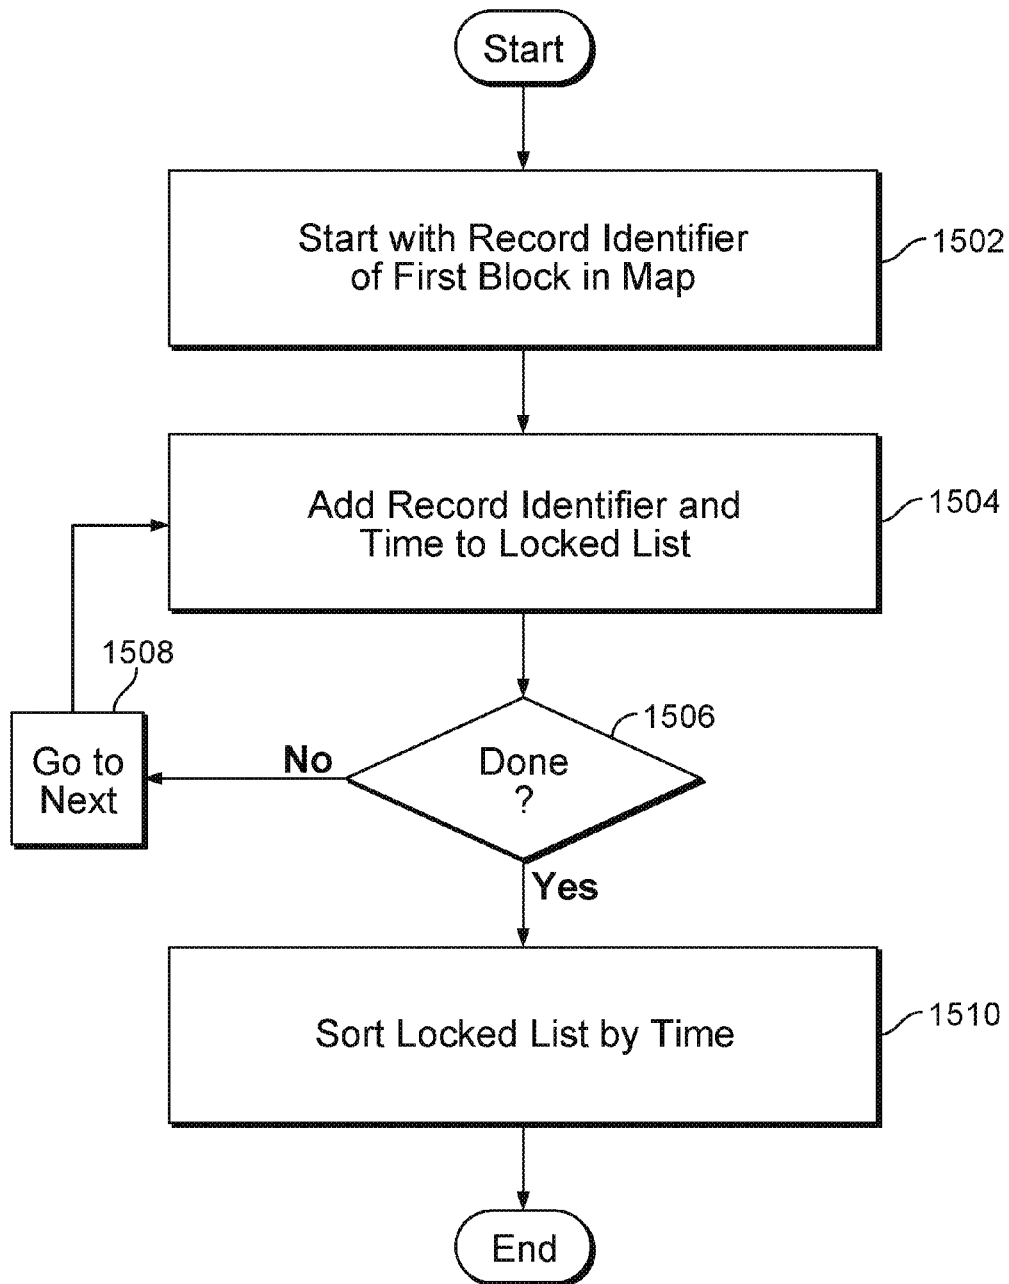 Start
Start with Record Identifier
of First Block in Map
1502
Add Record Identifier and
Time to Locked List
1504
1508
Go to
Next
No
Done
?
1506
Yes
Sort Locked List by Time
1510
End